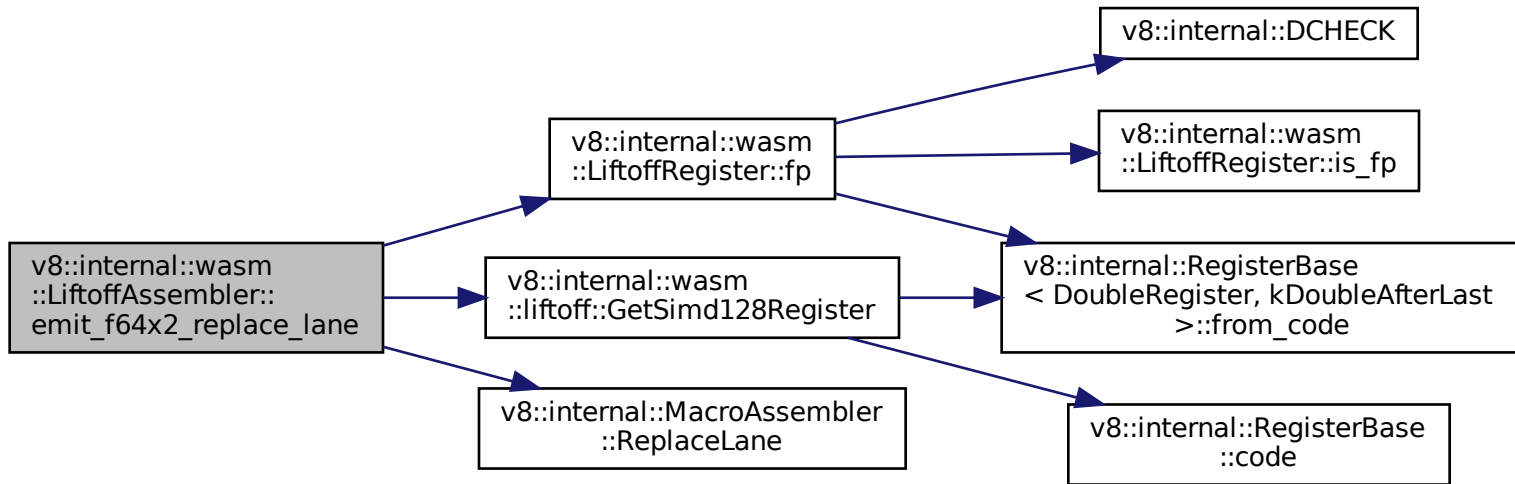 v8::internal::wasm
::LiftoffAssembler::
emit_f64x2_replace_lane
v8::internal::wasm
::LiftoffRegister::fp
v8::internal::wasm
::liftoff::GetSimd128Register
v8::internal::MacroAssembler
::ReplaceLane
v8::internal::DCHECK
v8::internal::wasm
::LiftoffRegister::is_fp
v8::internal::RegisterBase
< DoubleRegister, kDoubleAfterLast
>::from_code
v8::internal::RegisterBase
::code